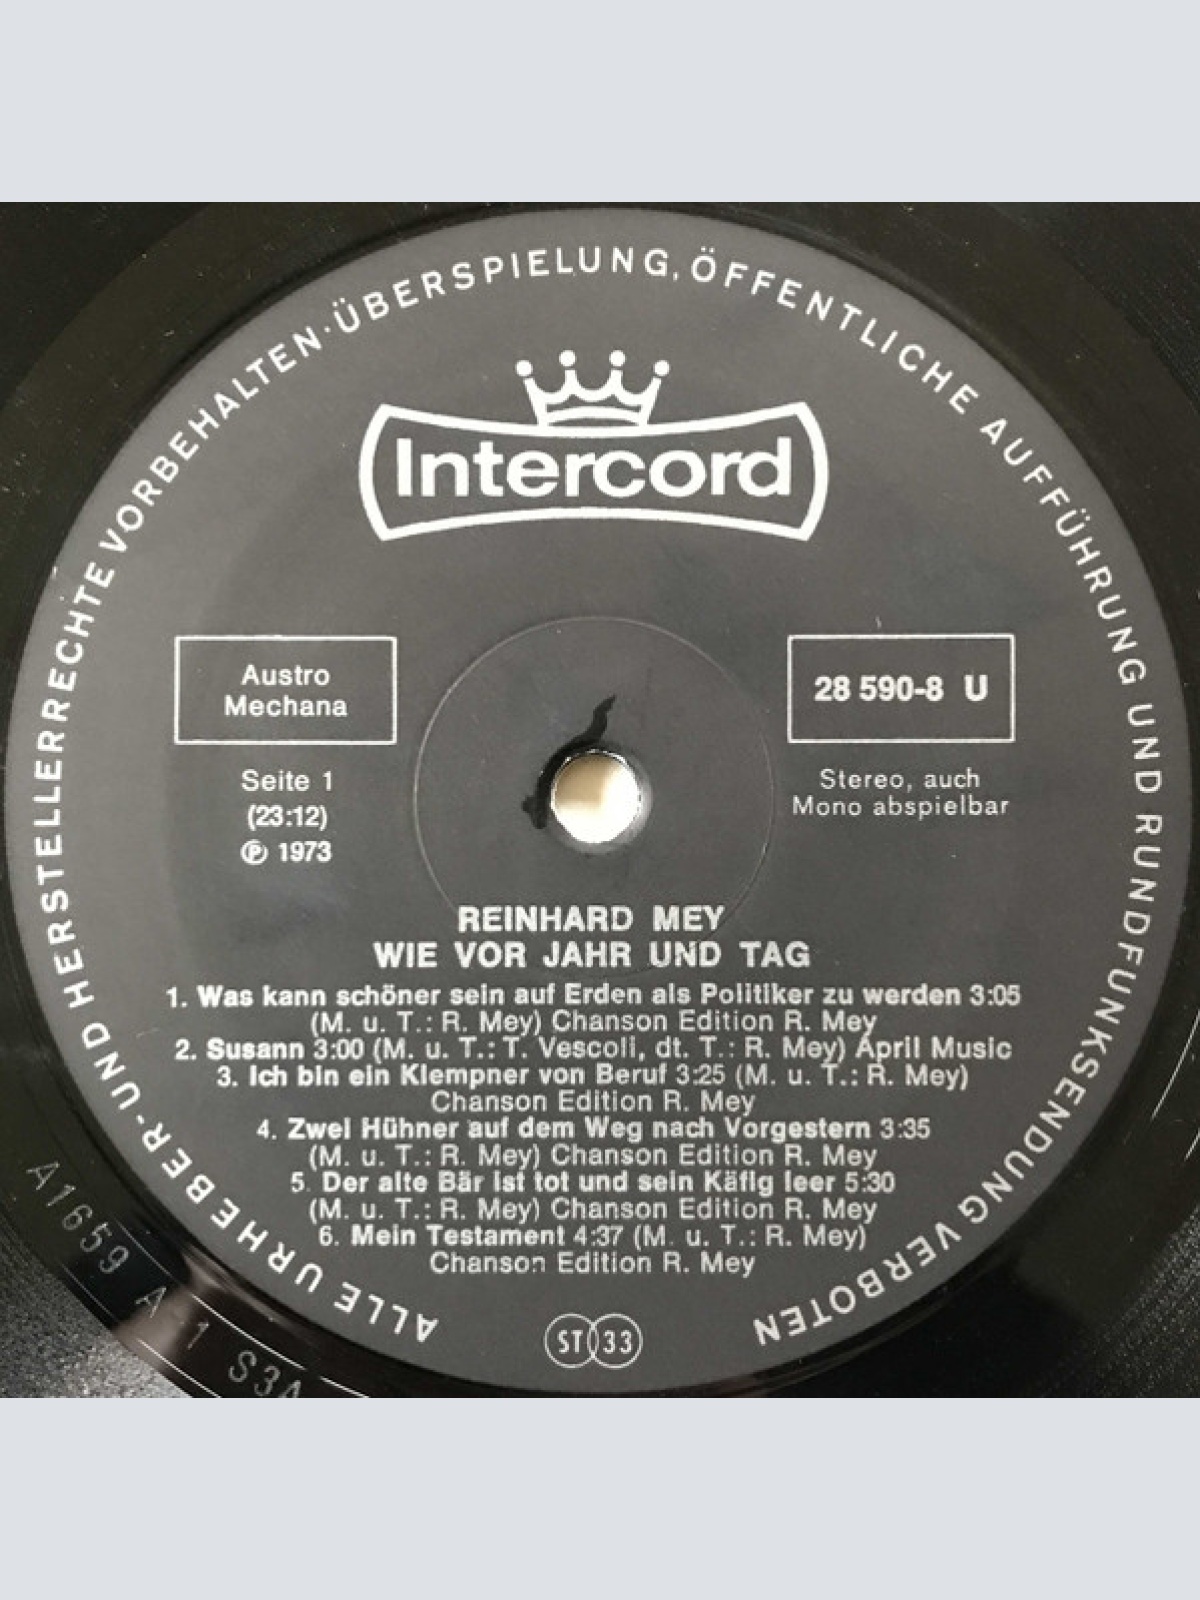 ALLE URHEBER- UND HERSTELLERRECHTE VORBEHALTEN · ÜBERSPIELUNG, ÖFFENTLICHE AUFFÜHRUNG UND RUNDFUNKSENDUNG VERBOTEN
Intercord
Austro
Mechana
28 590-8 U
Seite 1
(23:12)
℗ 1973
Stereo, auch
Mono abspielbar
REINHARD MEY
WIE VOR JAHR UND TAG
1. Was kann schöner sein auf Erden als Politiker zu werden 3:05
(M. u. T.: R. Mey) Chanson Edition R. Mey
2. Susann 3:00 (M. u. T.: T. Vescoli, dt. T.: R. Mey) April Music
3. Ich bin ein Klempner von Beruf 3:25 (M. u. T.: R. Mey)
Chanson Edition R. Mey
4. Zwei Hühner auf dem Weg nach Vorgestern 3:35
(M. u. T.: R. Mey) Chanson Edition R. Mey
5. Der alte Bär ist tot und sein Käfig leer 5:30
(M. u. T.: R. Mey) Chanson Edition R. Mey
6. Mein Testament 4:37 (M. u. T.: R. Mey)
Chanson Edition R. Mey
ST 33
A1659 A-1 S3A